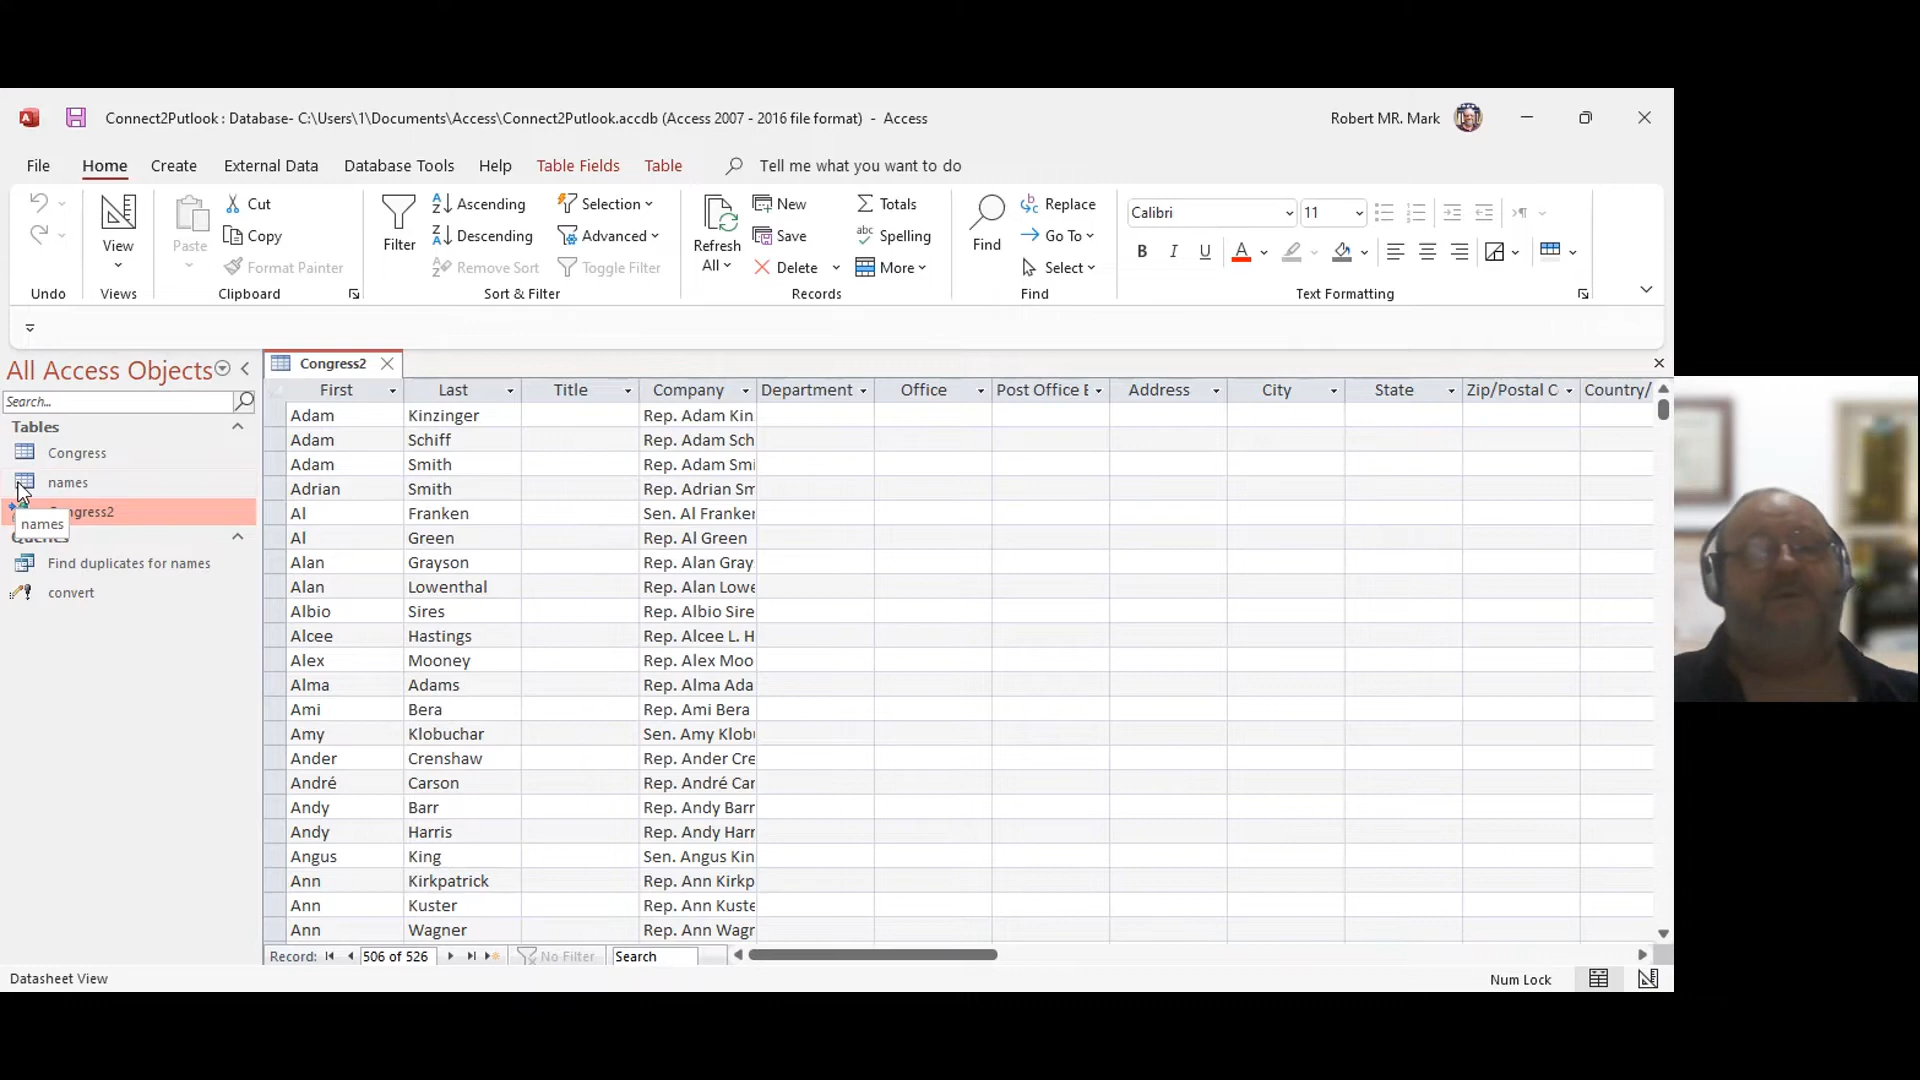 Connect2Putlook : Database- C:\Users\1\Documents\Access\Connect2Putlook.accdb (Access 2007 - 2016 file format) - Access
Robert MR. Mark
File Home Create External Data Database Tools Help Table Fields Table Tell me what you want to do
Undo
View
Views
Paste
Cut
Copy
Format Painter
Clipboard
Filter
Ascending
Descending
Remove Sort
Selection
Advanced
Toggle Filter
Sort & Filter
Refresh
All
New
Save
Delete
Totals
Spelling
More
Records
Find
Replace
Go To
Select
Find
Calibri 11
B I U A
Text Formatting
All Access Objects
Search...
Tables
Congress
names
ngress2
names
Queries
Find duplicates for names
convert
Congress2
First Last Title Company Department Office Post Office E Address City State Zip/Postal C Country/
Adam Kinzinger Rep. Adam Kin
Adam Schiff Rep. Adam Sch
Adam Smith Rep. Adam Smi
Adrian Smith Rep. Adrian Sm
Al Franken Sen. Al Franken
Al Green Rep. Al Green
Alan Grayson Rep. Alan Gray
Alan Lowenthal Rep. Alan Lowe
Albio Sires Rep. Albio Sire
Alcee Hastings Rep. Alcee L. H
Alex Mooney Rep. Alex Moo
Alma Adams Rep. Alma Ada
Ami Bera Rep. Ami Bera
Amy Klobuchar Sen. Amy Klob
Ander Crenshaw Rep. Ander Cre
André Carson Rep. André Car
Andy Barr Rep. Andy Barr
Andy Harris Rep. Andy Harr
Angus King Sen. Angus Kin
Ann Kirkpatrick Rep. Ann Kirkp
Ann Kuster Rep. Ann Kuste
Ann Wagner Rep. Ann Wagr
Record: 506 of 526 No Filter Search
Datasheet View
Num Lock